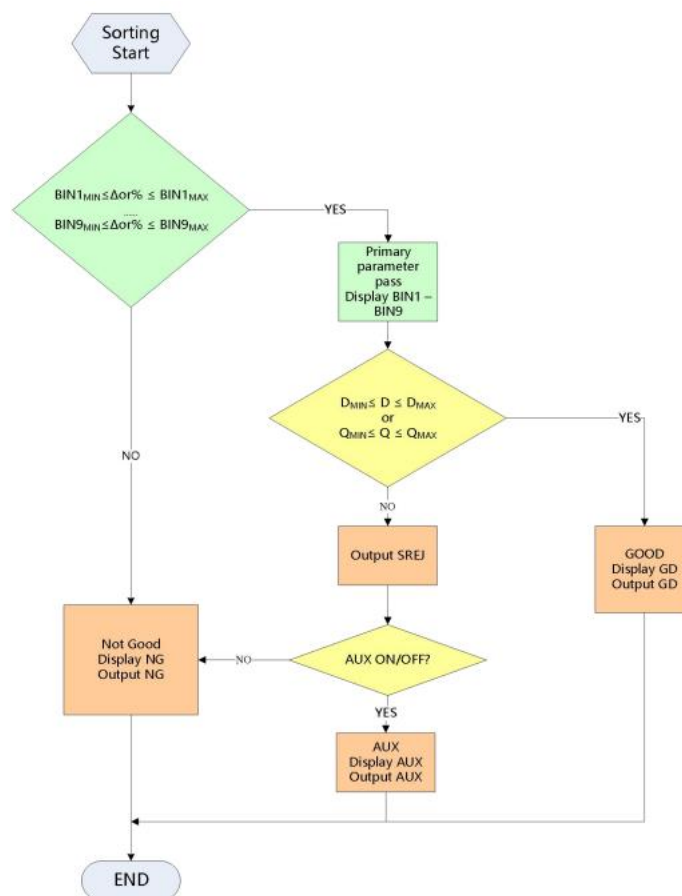 Sorting
Start
BIN1MIN≤Δor% ≤ BIN1MAX
.....
BIN9MIN≤Δor% ≤ BIN9MAX
YES
Primary
parameter
pass
Display BIN1 –
BIN9
DMIN≤ D ≤ DMAX
or
QMIN≤ Q ≤ QMAX
YES
NO
NO
Output SREJ
GOOD
Display GD
Output GD
Not Good
Display NG
Output NG
NO
AUX ON/OFF?
YES
AUX
Display AUX
Output AUX
END